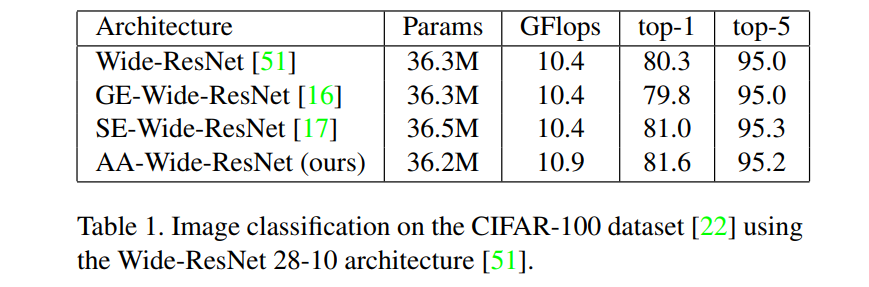 Architecture Params GFlops top-1 top-5
Wide-ResNet [51] 36.3M 10.4 80.3 95.0
GE-Wide-ResNet [16] 36.3M 10.4 79.8 95.0
SE-Wide-ResNet [17] 36.5M 10.4 81.0 95.3
AA-Wide-ResNet (ours) 36.2M 10.9 81.6 95.2
Table 1. Image classification on the CIFAR-100 dataset [22] using
the Wide-ResNet 28-10 architecture [51].